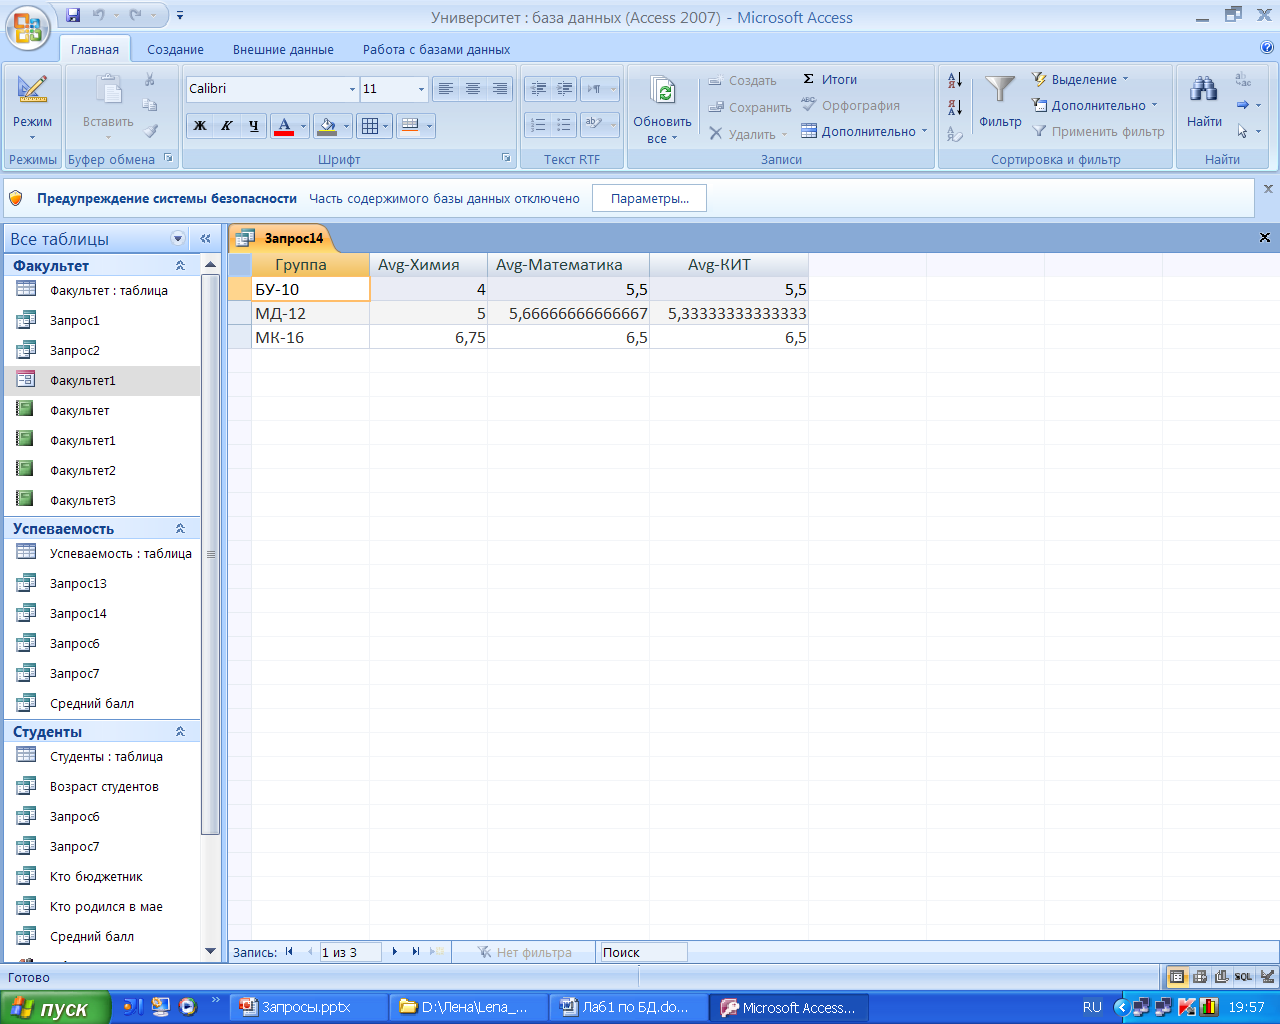 Университет : база данных (Access 2007) - Microsoft Access
Главная Создание Внешние данные Работа с базами данных
Режим
Режимы
Вставить
Буфер обмена
Calibri 11
Ж К Ч А
Шрифт
Текст RTF
Обновить все
Создать
Сохранить
Удалить
Σ Итоги
Орфография
Дополнительно
Записи
Фильтр
Выделение
Дополнительно
Применить фильтр
Сортировка и фильтр
Найти
Найти
Предупреждение системы безопасности Часть содержимого базы данных отключено Параметры...
Все таблицы
Факультет
Факультет : таблица
Запрос1
Запрос2
Факультет1
Факультет
Факультет1
Факультет2
Факультет3
Успеваемость
Успеваемость : таблица
Запрос13
Запрос14
Запрос6
Запрос7
Средний балл
Студенты
Студенты : таблица
Возраст студентов
Запрос6
Запрос7
Кто бюджетник
Кто родился в мае
Средний балл
Запрос14
Группа Avg-Химия Avg-Математика Avg-КИТ
БУ-10 4 5,5 5,5
МД-12 5 5,66666666666667 5,33333333333333
МК-16 6,75 6,5 6,5
Запись: 1 из 3 Нет фильтра Поиск
Готово SQL
пуск Запросы.pptx D:\Лена\Lena_... Лаб1 по БД.do... Microsoft Access... RU 19:57